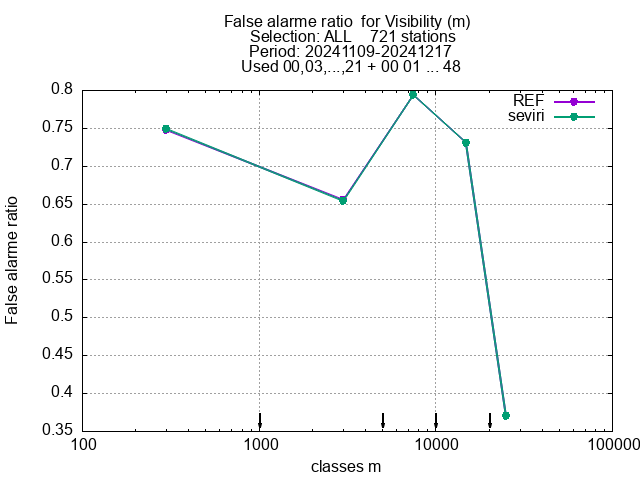 False alarme ratio  for Visibility (m)
Selection: ALL    721 stations
Period: 20241109-20241217
Used 00,03,...,21 + 00 01 ... 48
REF
seviri
0.8
0.75
0.7
0.65
0.6
0.55
0.5
0.45
0.4
0.35
False alarme ratio
100
1000
10000
100000
classes m